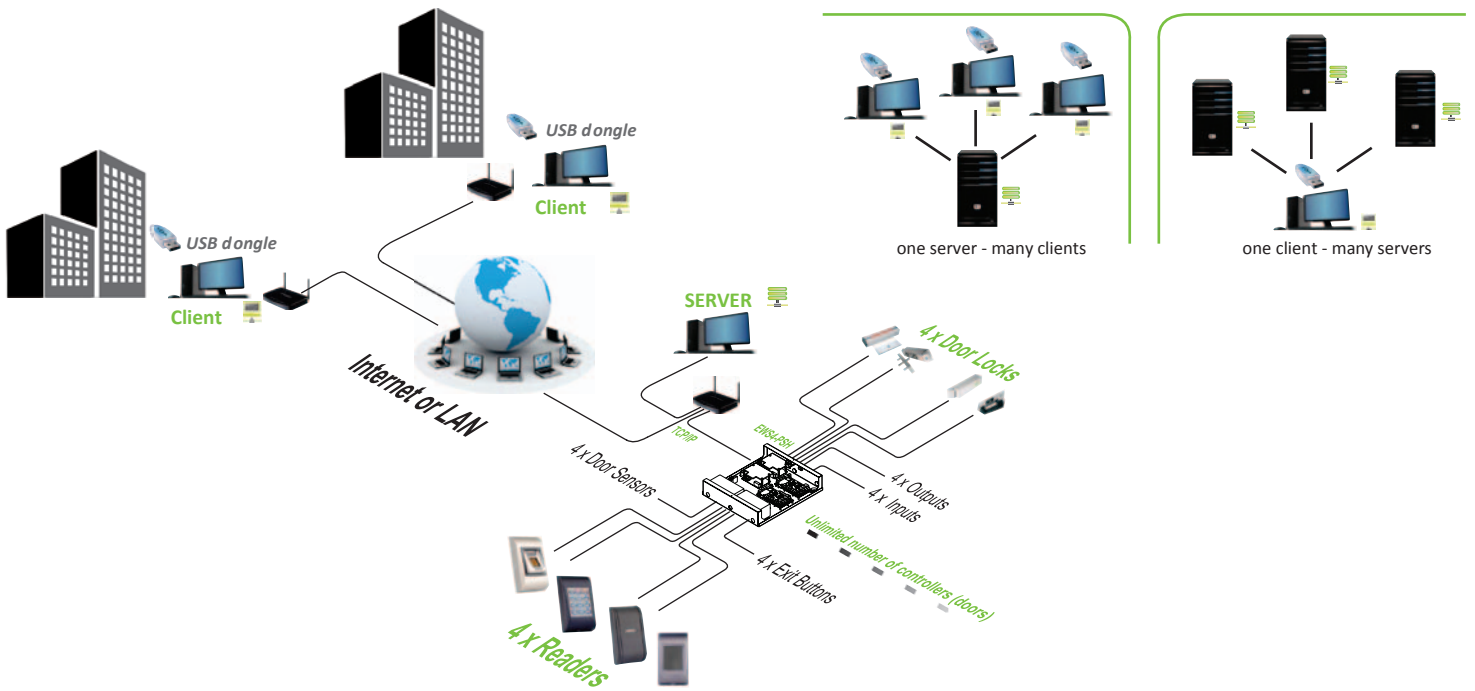 USB dongle
Client
USB dongle
Client
one server - many clients
one client - many servers
SERVER
Internet or LAN
TCP/IP
EWS4-PSH
4 x Door Locks
4 x Door Sensors
4 x Outputs
4 x Inputs
Unlimited number of controllers (doors)
4 x Exit Buttons
4 x Readers